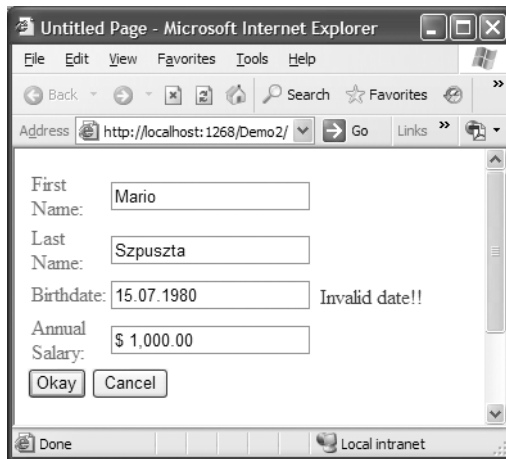 Untitled Page - Microsoft Internet Explorer
File Edit View Favorites Tools Help
Back Search Favorites »
Address http://localhost:1268/Demo2/ Go Links »
First
Name:
Mario
Last
Name:
Szpuszta
Birthdate: 15.07.1980 Invalid date!!
Annual
Salary:
$ 1,000.00
Okay Cancel
Done Local intranet